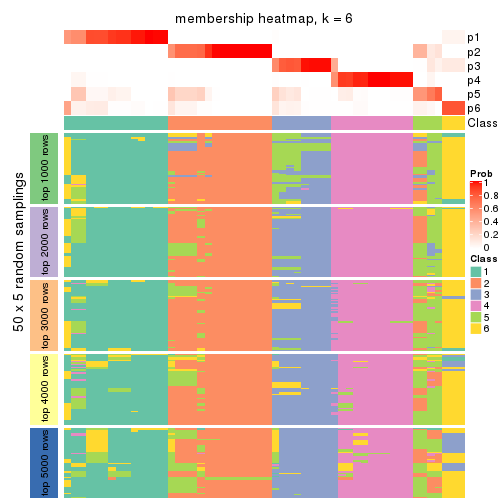 membership heatmap, k = 6
p1
p2
p3
p4
p5
p6
Class
50 x 5 random samplings
top 1000 rows
top 2000 rows
top 3000 rows
top 4000 rows
top 5000 rows
Prob
1
0.8
0.6
0.4
0.2
0
Class
1
2
3
4
5
6